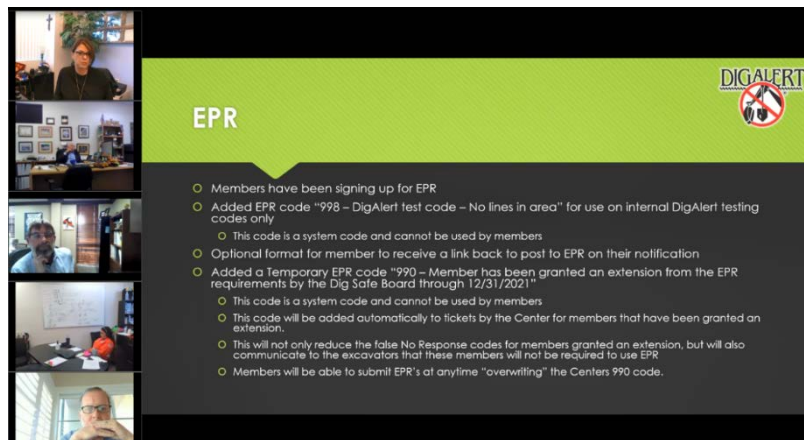 DIGALERT
EPR
Members have been signing up for EPR
Added EPR code “998 – DigAlert test code – No lines in area” for use on internal DigAlert testing
codes only
This code is a system code and cannot be used by members
Optional format for member to receive a link back to post to EPR on their notification
Added a Temporary EPR code “990 – Member has been granted an extension from the EPR
requirements by the Dig Safe Board through 12/31/2021”
This code is a system code and cannot be used by members
This code will be added automatically to tickets by the Center for members that have been granted an
extension.
This will not only reduce the false No Response codes for members granted an extension, but will also
communicate to the excavators that these members will not be required to use EPR
Members will be able to submit EPR's at anytime “overwriting” the Centers 990 code.